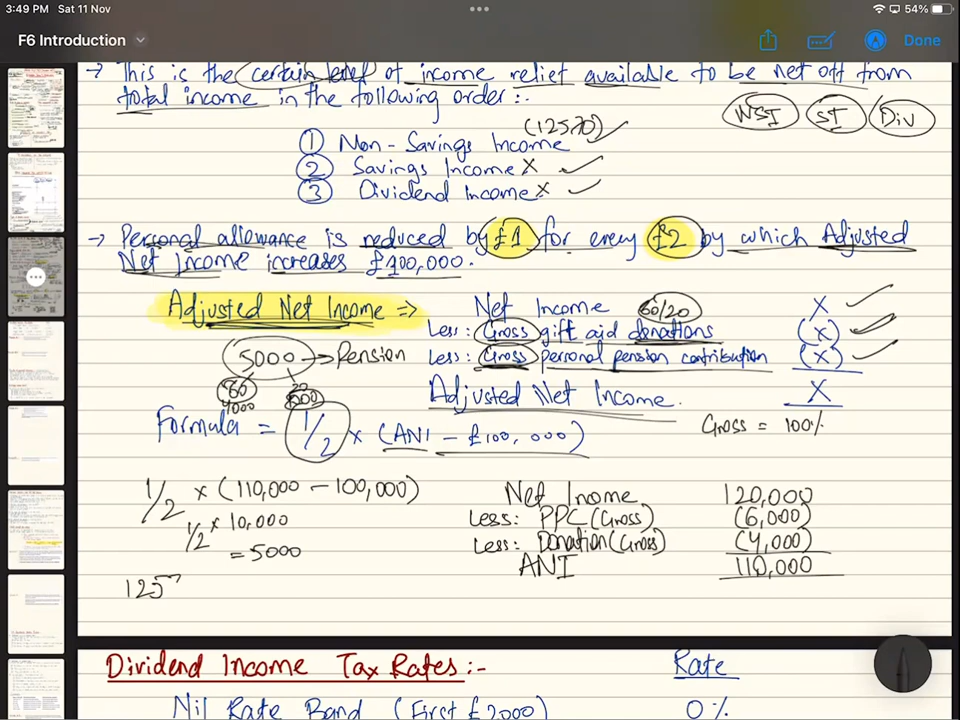 3:49 PM Sat 11 Nov
54%
F6 Introduction
Done
→ This is the certain level of income relief available to be Net off from
total income in the following order:-
NSI ST Div
(12570)
① Non-Savings Income
② Savings Income x
③ Dividend Income x
→ Personal allowance is reduced by £1 for every £2 by which Adjusted
Net Income increases £100,000.
Adjusted Net Income => Net Income 80/20 X
Less: Gross gift aid donations (x)
5000 → Pension Less: Gross personal pension contribution (x)
80 20
4000
Adjusted Net Income. X
Formula = 1/2 x (ANI - £100,000) Gross = 100%
1/2 x (110,000 - 100,000) Net Inome 120,000
1/2 x 10,000 Less: PPC (Gross) (6,000)
= 5000 Less: Donation (Gross) (4,000)
ANI 110,000
125
Dividend Income Tax Rates:- Rate
Nil Rate Band (First £2000) 0%